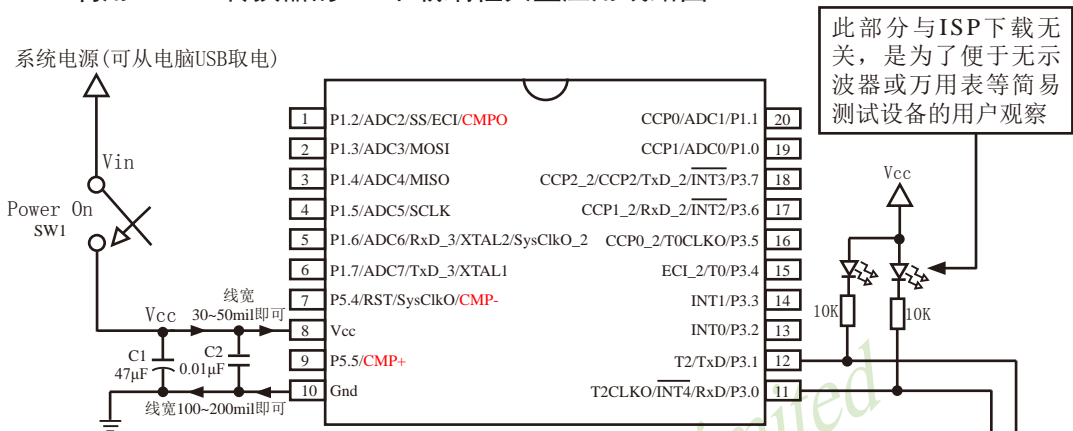 此部分与ISP下载无
关，是为了便于无示
波器或万用表等简易
测试设备的用户观察
系统电源(可从电脑USB取电)
Vin
Power On
SW1
Vcc
线宽
30~50mil即可
C1
47μF
C2
0.01μF
线宽100~200mil即可
1 P1.2/ADC2/SS/ECI/CMPO
2 P1.3/ADC3/MOSI
3 P1.4/ADC4/MISO
4 P1.5/ADC5/SCLK
5 P1.6/ADC6/RxD_3/XTAL2/SysClkO_2
6 P1.7/ADC7/TxD_3/XTAL1
7 P5.4/RST/SysClkO/CMP-
8 Vcc
9 P5.5/CMP+
10 Gnd
CCP0/ADC1/P1.1 20
CCP1/ADC0/P1.0 19
CCP2_2/CCP2/TxD_2/INT3/P3.7 18
CCP1_2/RxD_2/INT2/P3.6 17
CCP0_2/T0CLKO/P3.5 16
ECI_2/T0/P3.4 15
INT1/P3.3 14
INT0/P3.2 13
T2/TxD/P3.1 12
T2CLKO/INT4/RxD/P3.0 11
Vcc
10K
10K